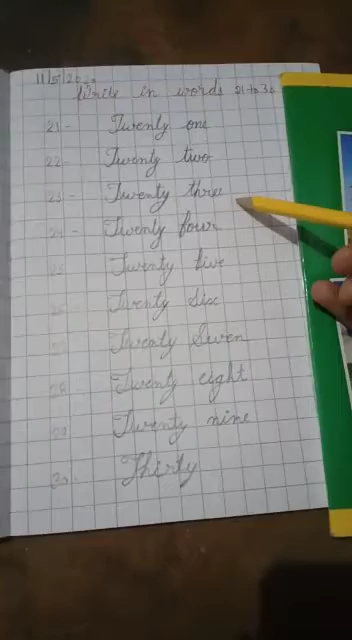 11/5/2020
Write in words 21 to 30
21 - Twenty one
22 - Twenty two
23 - Twenty three
24 - Twenty four
25 Twenty five
26 Twenty six
27 Twenty Seven
28 - Twenty eight
29 Twenty nine
30 - Thirty